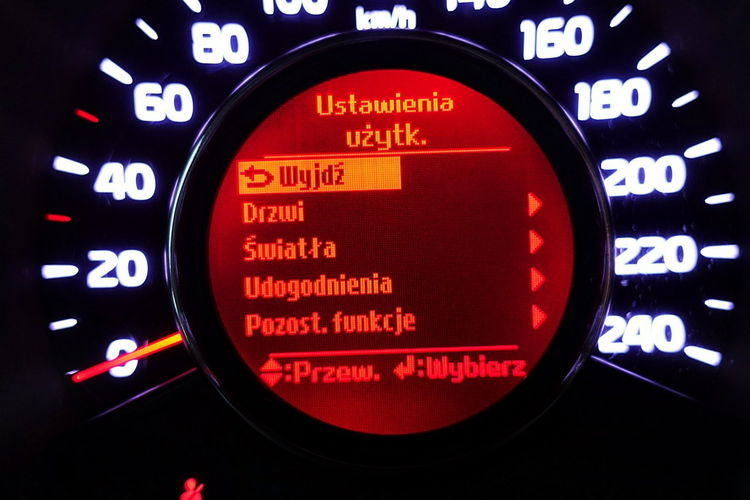 100
140
km/h
80
160
60
180
40
200
20
220
0
240
Ustawienia
użytk.
Wyjdź
Drzwi
Światła
Udogodnienia
Pozost. funkcje
:Przew. :Wybierz